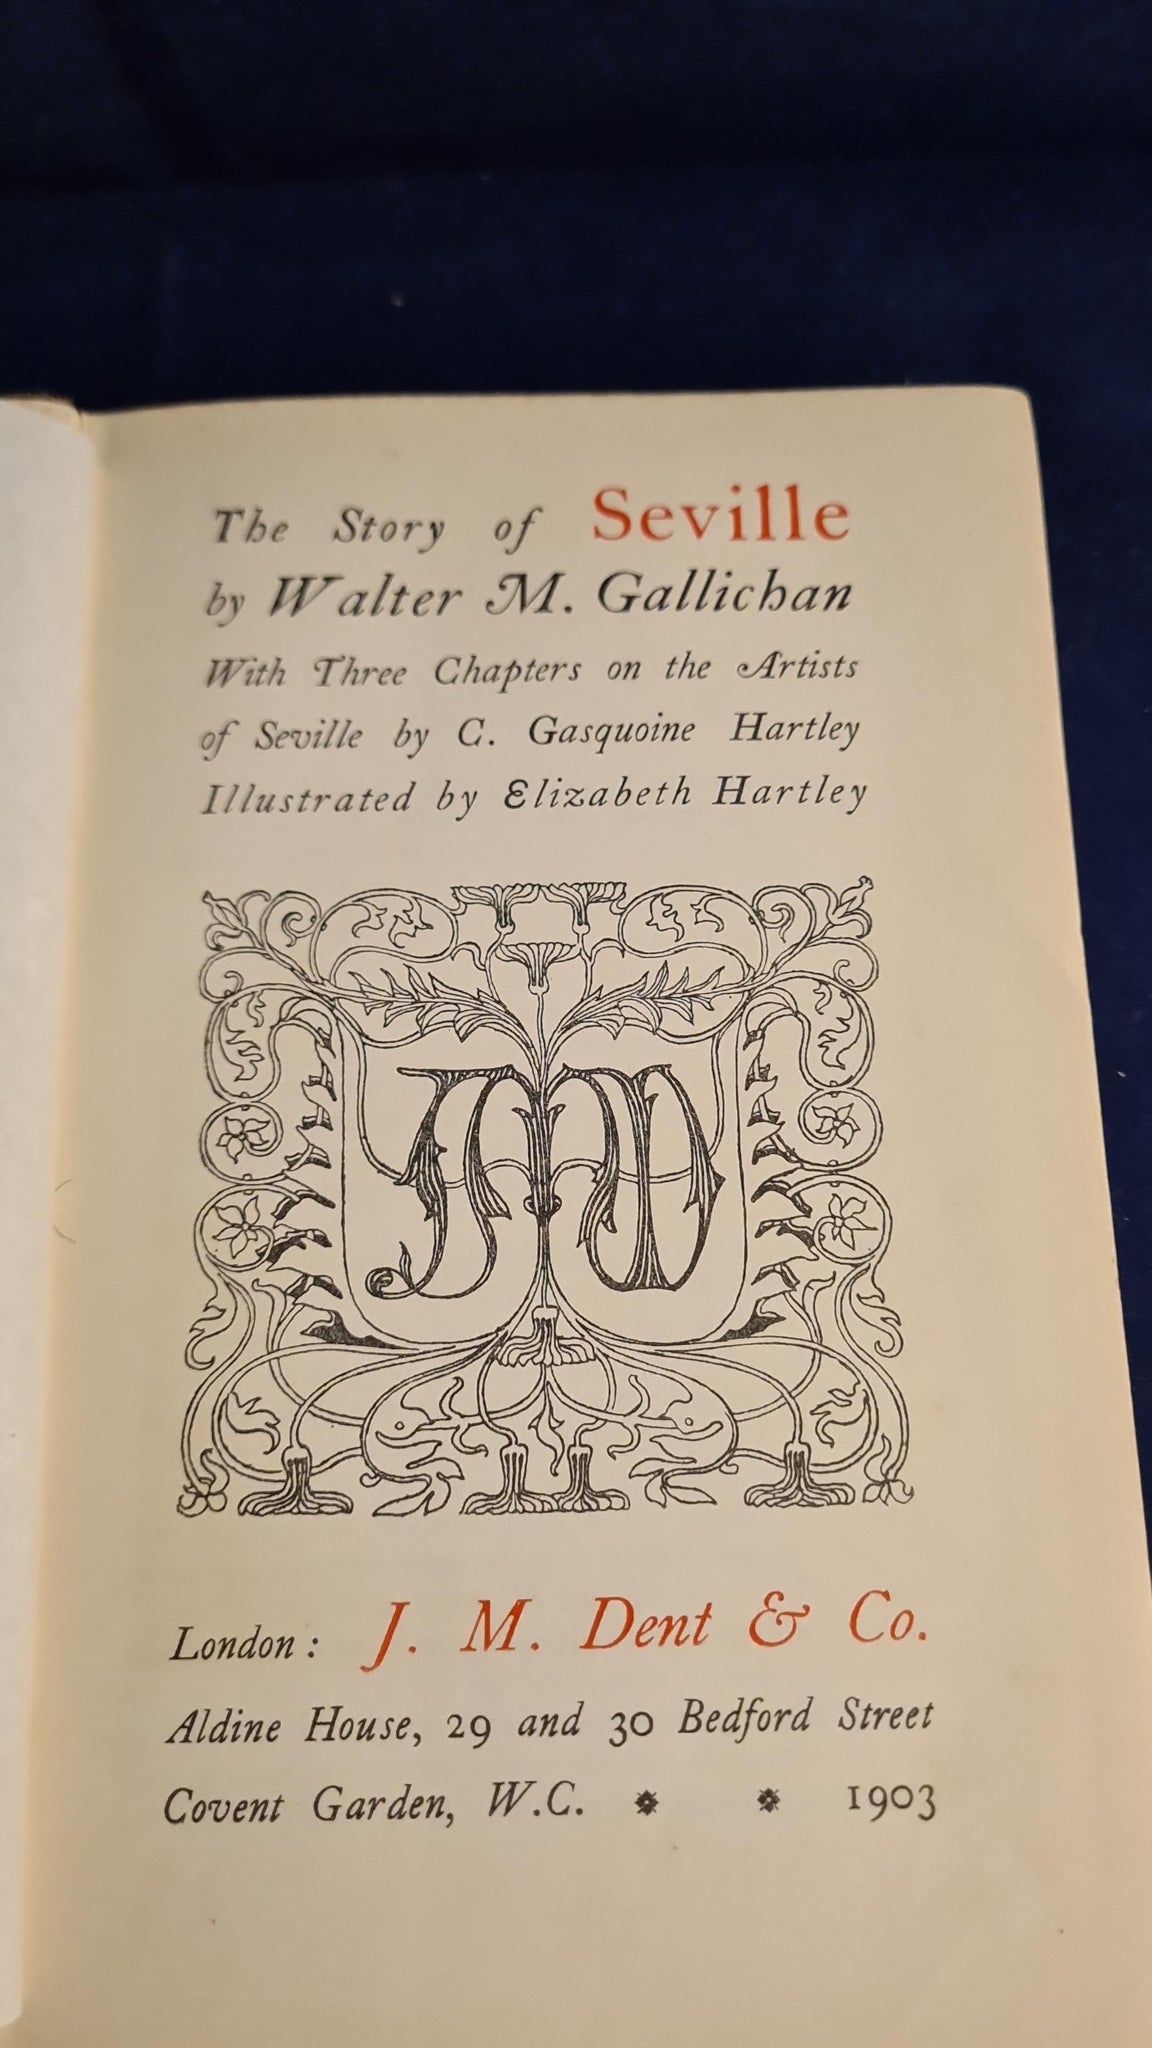 The Story of Seville
by Walter M. Gallichan
With Three Chapters on the Artists
of Seville by C. Gasquoine Hartley
Illustrated by Elizabeth Hartley
JMD
London: J. M. Dent & Co.
Aldine House, 29 and 30 Bedford Street
Covent Garden, W.C. * * 1903